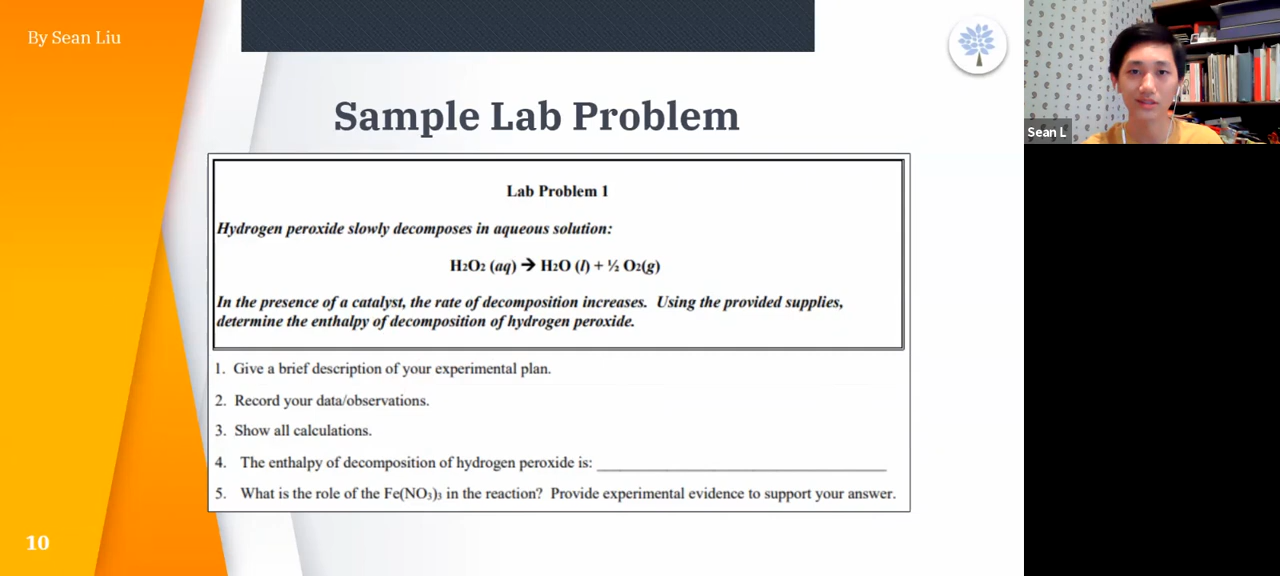 By Sean Liu
Sample Lab Problem
Lab Problem 1
Hydrogen peroxide slowly decomposes in aqueous solution:
H₂O₂ (aq) ➔ H₂O (l) + ½ O₂(g)
In the presence of a catalyst, the rate of decomposition increases. Using the provided supplies,
determine the enthalpy of decomposition of hydrogen peroxide.
1. Give a brief description of your experimental plan.
2. Record your data/observations.
3. Show all calculations.
4. The enthalpy of decomposition of hydrogen peroxide is: ____________________
5. What is the role of the Fe(NO₃)₃ in the reaction? Provide experimental evidence to support your answer.
10
Sean L